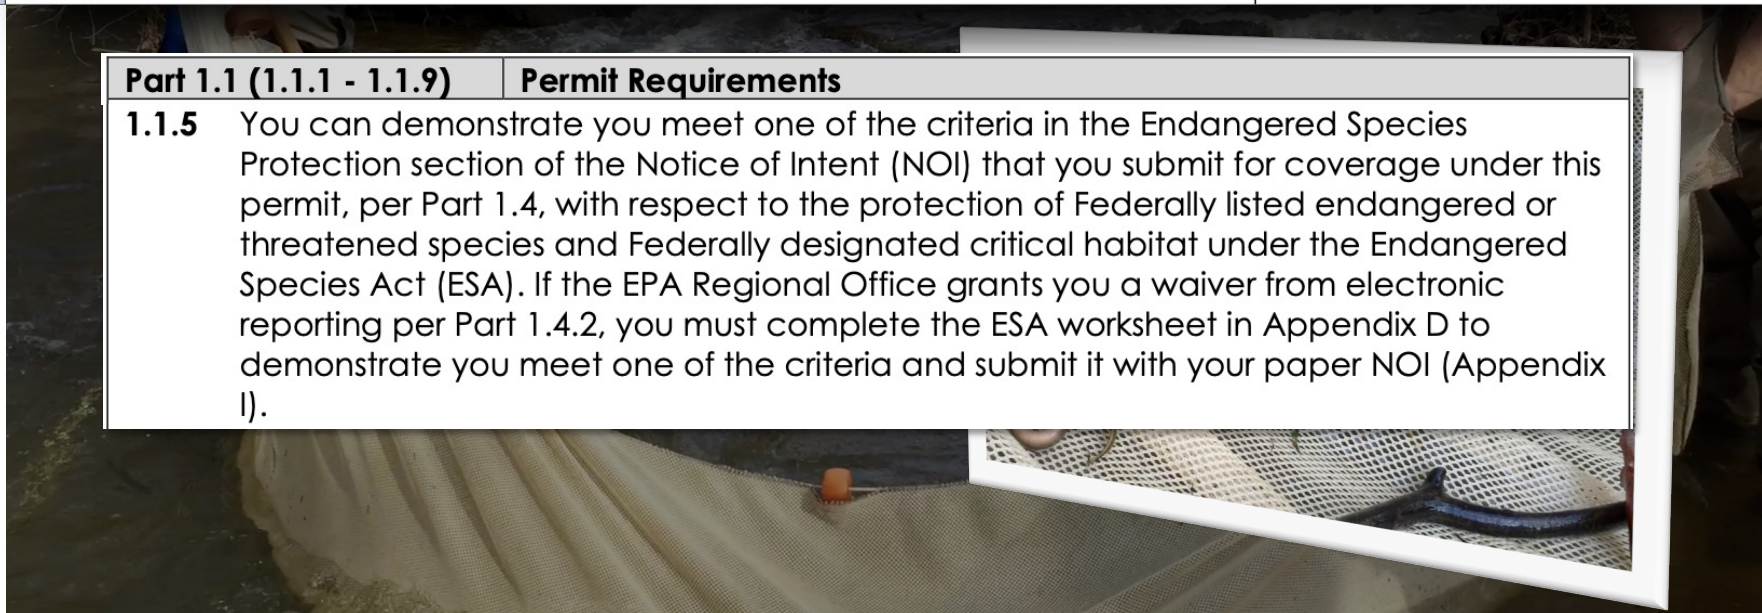 Part 1.1 (1.1.1 - 1.1.9) Permit Requirements
1.1.5 You can demonstrate you meet one of the criteria in the Endangered Species
Protection section of the Notice of Intent (NOI) that you submit for coverage under this
permit, per Part 1.4, with respect to the protection of Federally listed endangered or
threatened species and Federally designated critical habitat under the Endangered
Species Act (ESA). If the EPA Regional Office grants you a waiver from electronic
reporting per Part 1.4.2, you must complete the ESA worksheet in Appendix D to
demonstrate you meet one of the criteria and submit it with your paper NOI (Appendix
I).